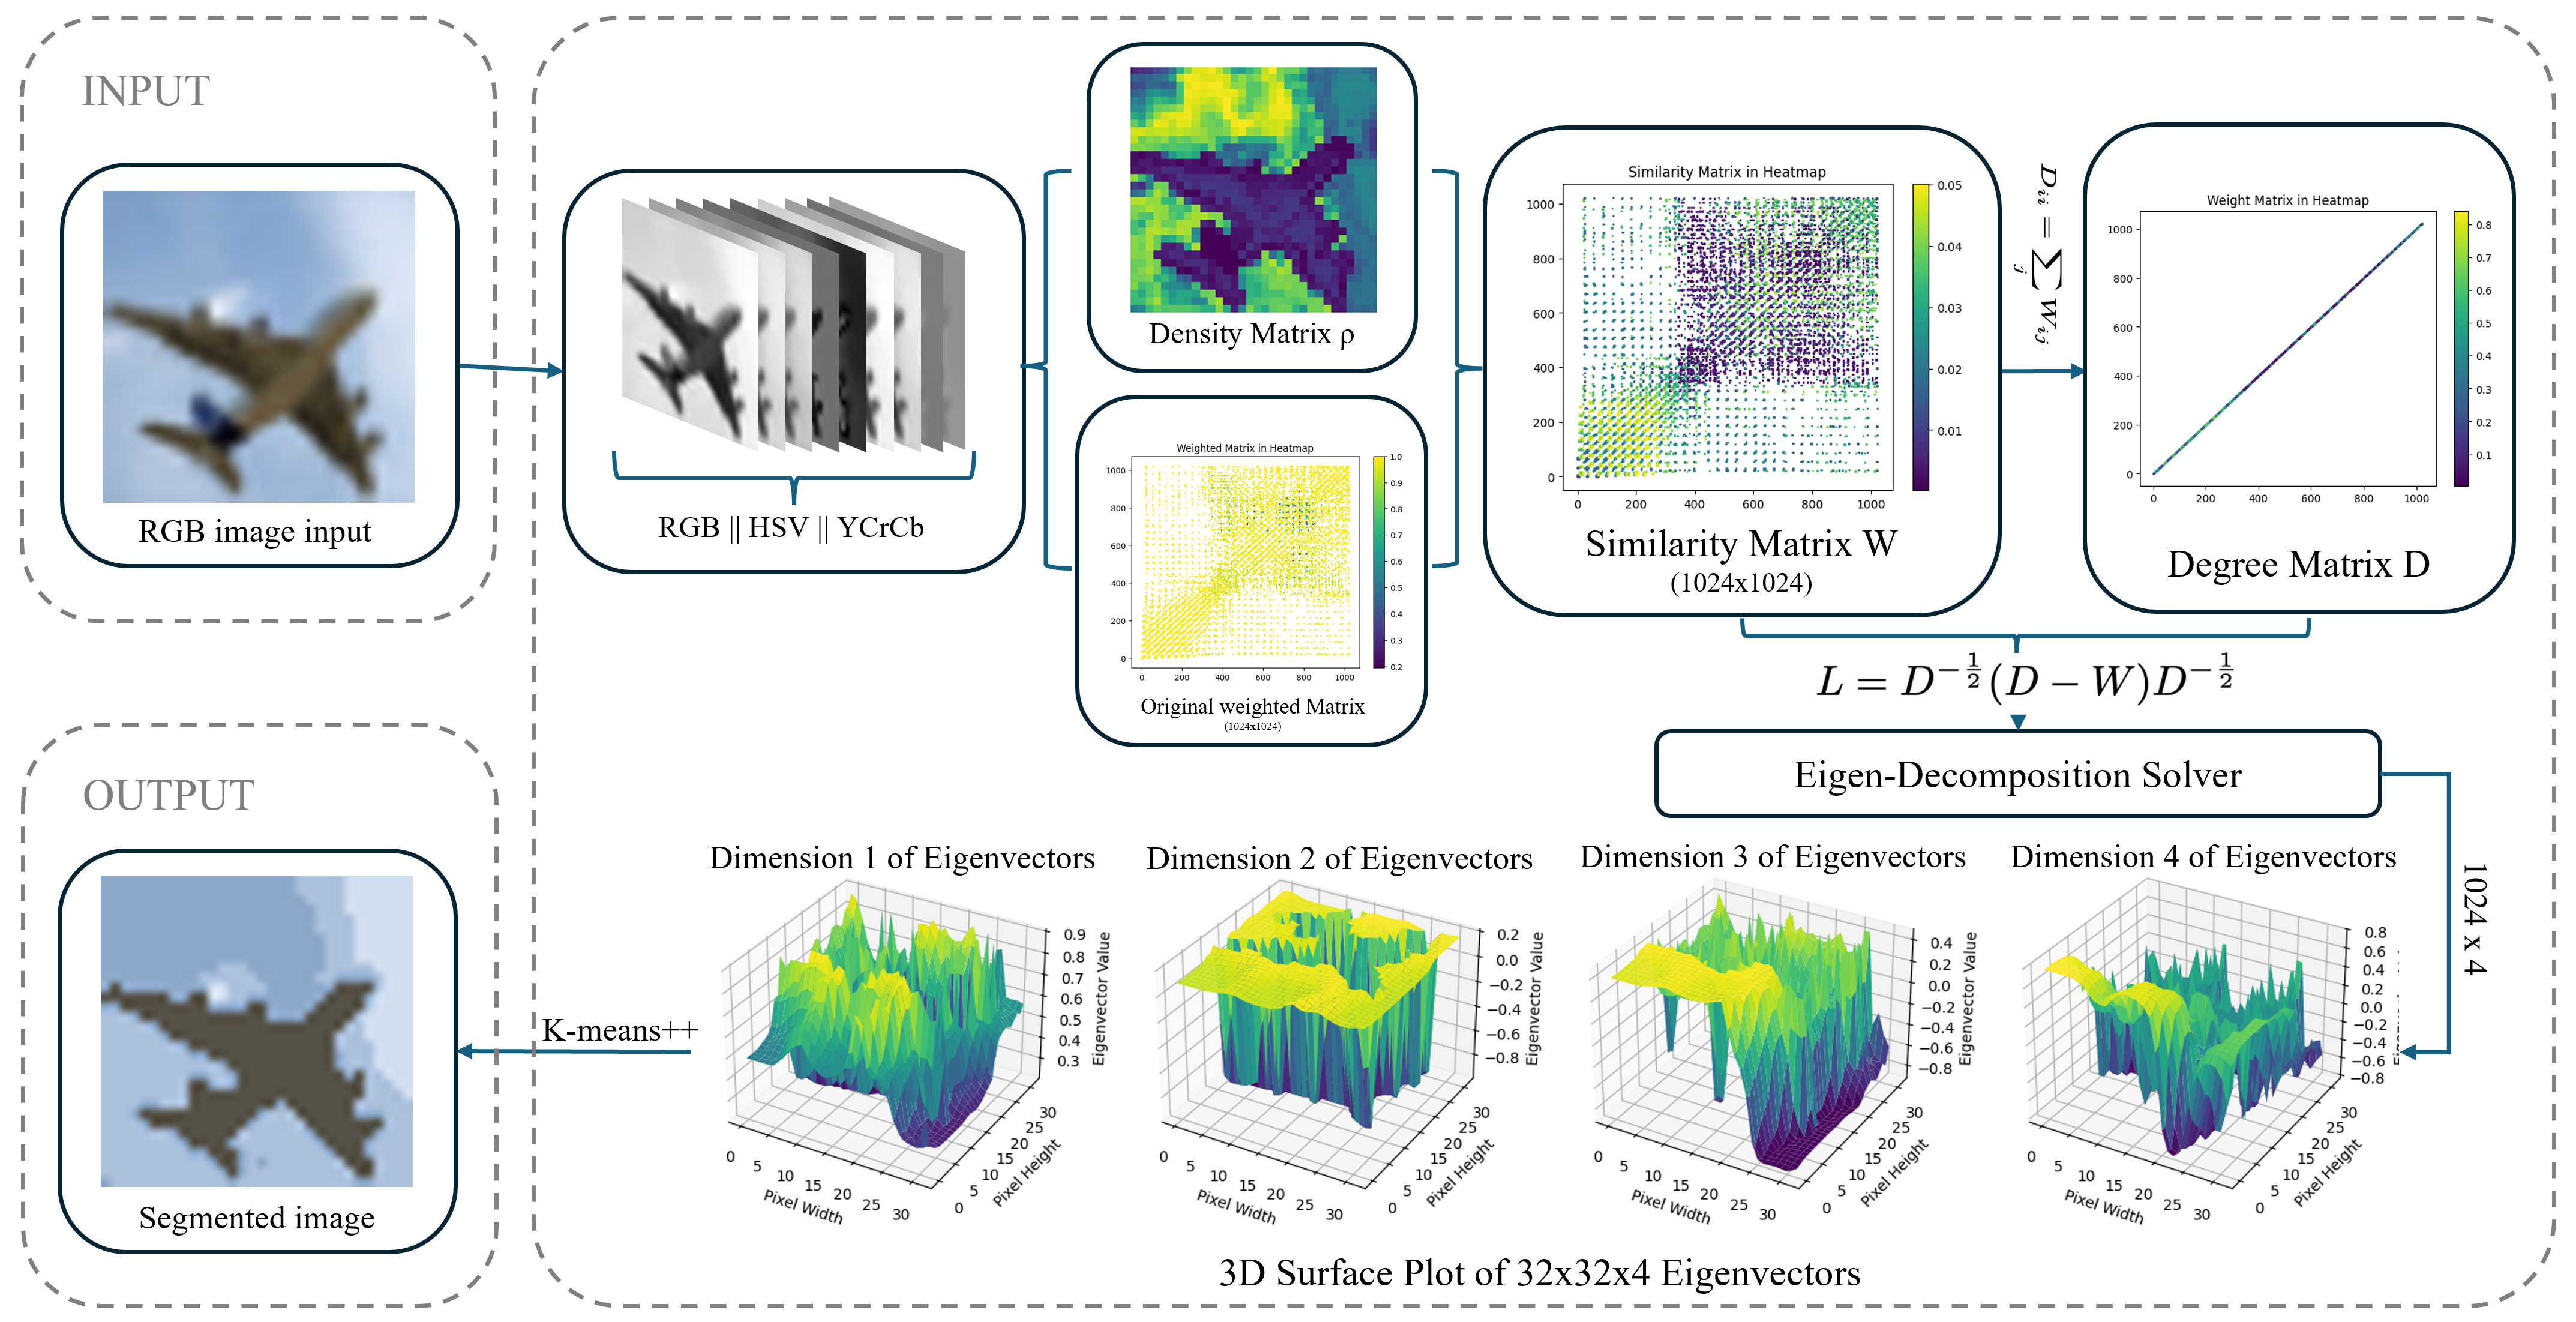 INPUT
RGB image input
RGB || HSV || YCrCb
Density Matrix ρ
Weighted Matrix in Heatmap
1000
800
600
400
200
0
0 200 400 600 800 1000
1.0
0.9
0.8
0.7
0.6
0.5
0.4
0.3
0.2
Original weighted Matrix
(1024x1024)
Similarity Matrix in Heatmap
1000
800
600
400
200
0
0 200 400 600 800 1000
0.05
0.04
0.03
0.02
0.01
Similarity Matrix W
(1024x1024)
D_{ii} = ∑_j W_{ij}
Weight Matrix in Heatmap
1000
800
600
400
200
0
0 200 400 600 800 1000
0.8
0.7
0.6
0.5
0.4
0.3
0.2
0.1
Degree Matrix D
L = D^{-1/2}(D − W)D^{-1/2}
Eigen-Decomposition Solver
1024 x 4
Dimension 1 of Eigenvectors
0.9
0.8
0.7
0.6
0.5
0.4
0.3
Eigenvector Value
0 5 10 15 20 25 30
Pixel Width
0 5 10 15 20 25 30
Pixel Height
Dimension 2 of Eigenvectors
0.2
0.0
−0.2
−0.4
−0.6
−0.8
Eigenvector Value
0 5 10 15 20 25 30
Pixel Width
0 5 10 15 20 25 30
Pixel Height
Dimension 3 of Eigenvectors
0.4
0.2
0.0
−0.2
−0.4
−0.6
−0.8
Eigenvector Value
0 5 10 15 20 25 30
Pixel Width
0 5 10 15 20 25 30
Pixel Height
Dimension 4 of Eigenvectors
0.8
0.6
0.4
0.2
0.0
−0.2
−0.4
−0.6
−0.8
0 5 10 15 20 25 30
Pixel Width
0 5 10 15 20 25 30
Pixel Height
3D Surface Plot of 32x32x4 Eigenvectors
K-means++
OUTPUT
Segmented image